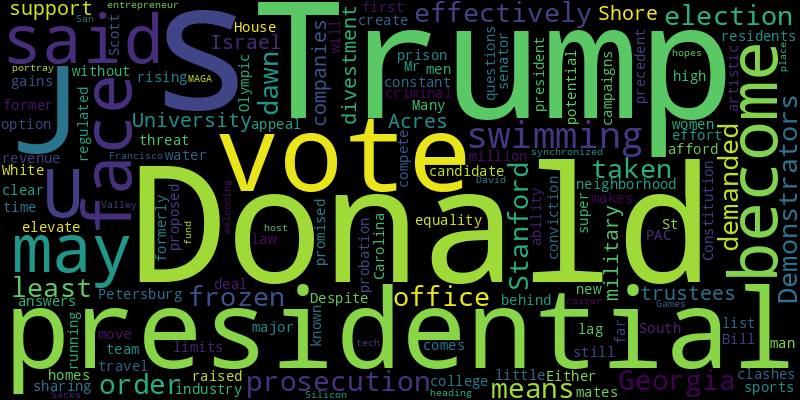 support
entrepreneur
San
said
scott
S
Trump
House
Israel
companies
will
first
create
divestment
effectively
Shore
election
residents
artistic
places
J
rising
without
MAGA
portray
gains
former
option
regulated
revenue
threat
University
appeal
Olympic
dawn
Mr
men
prison
constant
criminal
Many
Acres
compete
questions
senator
president
potential
campaigns
precedent
high
women
effort
afford
hopes
become
face
White
clear
time
elevate
U
Francisco
water
Valley
vote
swimming
million
candidate
synchronized
David
equality
Stanford
ability
conviction
taken
neighborhood
makes
super
military
PAC
St
Constitution
demanded
Demonstrators
may
Donald
formerly
proposed
fund
welcoming
law
host
promised
probation
Carolina
least
answers
Petersburg
frozen
deal
Despite
office
behind
new
trustees
Games
raiser
list
Bill
man
presidential
running
move
team
travel
limits
major
known
tech
comes
lag
still
far
South
homes
sharing
Sacks
order
industry
raised
Silicon
prosecution
college
heading
little
means
Either
mates
Georgia
clashes
sports